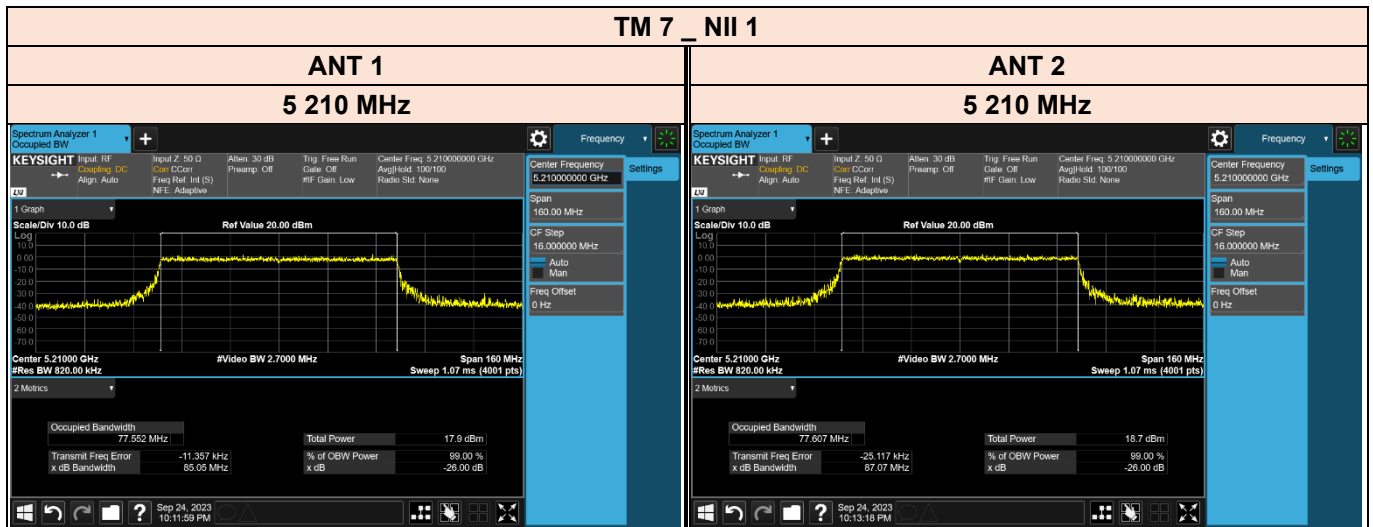 TM 7 _ NII 1
ANT 1
ANT 2
5 210 MHz
5 210 MHz
Spectrum Analyzer 1
Occupied BW
+
Frequency
KEYSIGHT
Input: RF
Coupling: DC
Align: Auto
Input Z: 50 Ω
Corr CCorr
Freq Ref: Int (S)
NFE: Adaptive
Atten: 30 dB
Preamp: Off
Trig: Free Run
Gate: Off
#IF Gain: Low
Center Freq: 5.210000000 GHz
Avg|Hold: 100/100
Radio Std: None
LXI
Center Frequency
5.210000000 GHz
Settings
Span
160.00 MHz
CF Step
16.000000 MHz
Auto
Man
Freq Offset
0 Hz
1 Graph
Scale/Div 10.0 dB
Ref Value 20.00 dBm
Log
10.0
0.00
-10.0
-20.0
-30.0
-40.0
-50.0
-60.0
-70.0
Center 5.21000 GHz
#Video BW 2.7000 MHz
Span 160 MHz
#Res BW 820.00 kHz
Sweep 1.07 ms (4001 pts)
2 Metrics
Occupied Bandwidth
77.552 MHz
Total Power 17.9 dBm
Transmit Freq Error -11.357 kHz
% of OBW Power 99.00 %
x dB Bandwidth 85.05 MHz
x dB -26.00 dB
?
Sep 24, 2023
10:11:59 PM
Spectrum Analyzer 1
Occupied BW
+
Frequency
KEYSIGHT
Input: RF
Coupling: DC
Align: Auto
Input Z: 50 Ω
Corr CCorr
Freq Ref: Int (S)
NFE: Adaptive
Atten: 30 dB
Preamp: Off
Trig: Free Run
Gate: Off
#IF Gain: Low
Center Freq: 5.210000000 GHz
Avg|Hold: 100/100
Radio Std: None
LXI
Center Frequency
5.210000000 GHz
Settings
Span
160.00 MHz
CF Step
16.000000 MHz
Auto
Man
Freq Offset
0 Hz
1 Graph
Scale/Div 10.0 dB
Ref Value 20.00 dBm
Log
10.0
0.00
-10.0
-20.0
-30.0
-40.0
-50.0
-60.0
-70.0
Center 5.21000 GHz
#Video BW 2.7000 MHz
Span 160 MHz
#Res BW 820.00 kHz
Sweep 1.07 ms (4001 pts)
2 Metrics
Occupied Bandwidth
77.607 MHz
Total Power 18.7 dBm
Transmit Freq Error -25.117 kHz
% of OBW Power 99.00 %
x dB Bandwidth 87.07 MHz
x dB -26.00 dB
?
Sep 24, 2023
10:13:18 PM